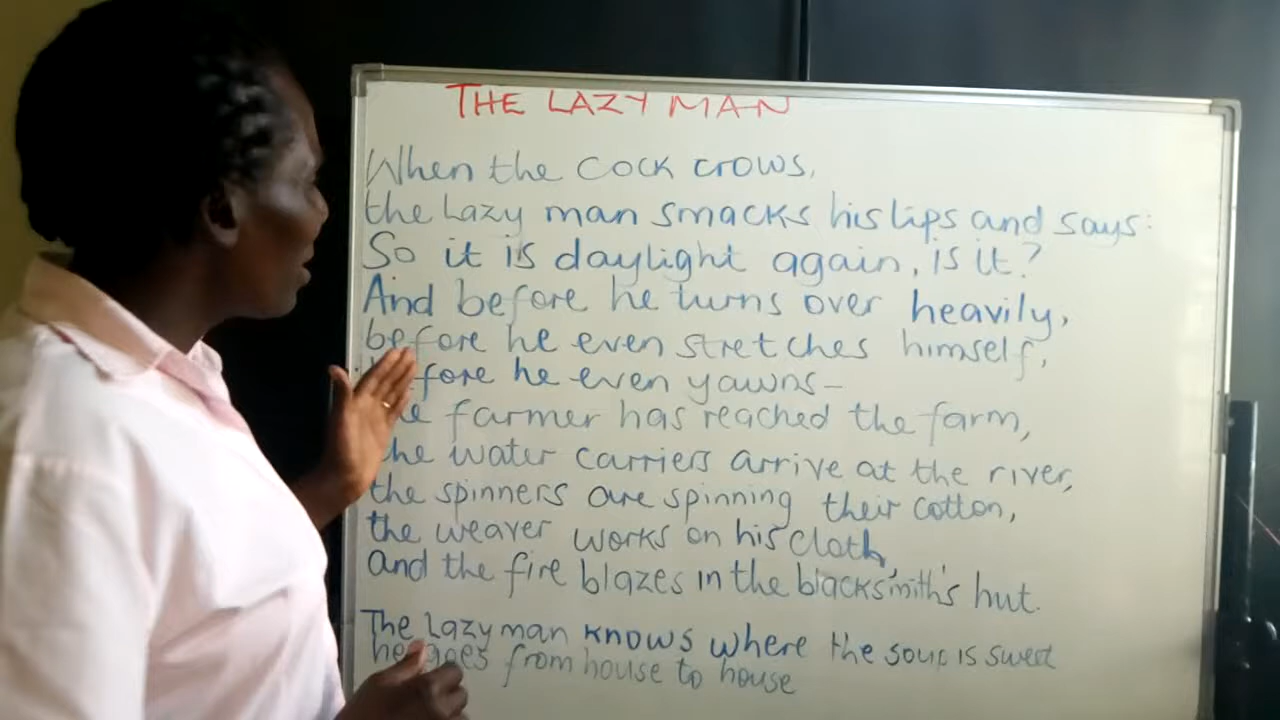 THE LAZY MAN
When the cock crows,
the lazy man smacks his lips and says:
So it is daylight again, is it?
And before he turns over heavily,
before he even stretches himself,
before he even yawns-
the farmer has reached the farm,
the water carriers arrive at the river,
the spinners are spinning their cotton,
the weaver works on his cloth,
and the fire blazes in the blacksmith's hut.
The lazy man knows where the soup is sweet
he goes from house to house